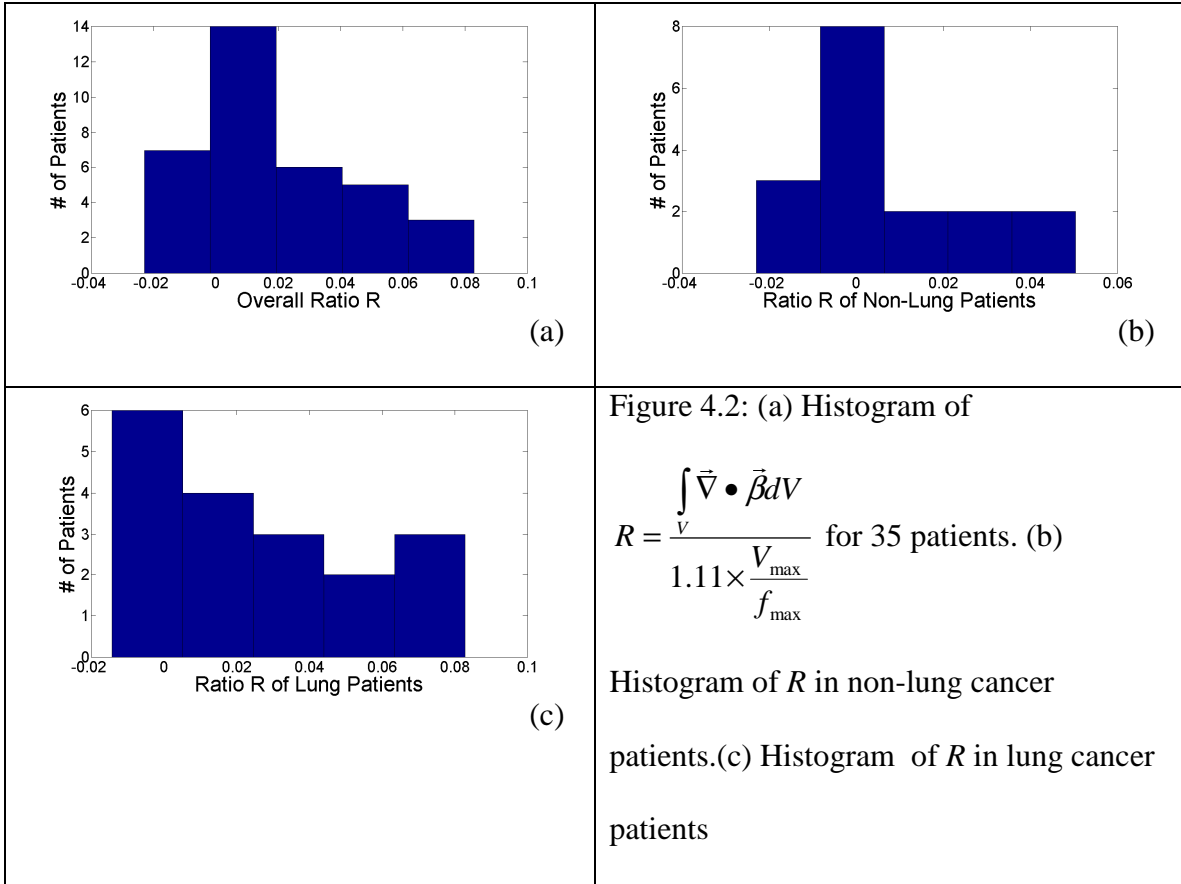 14
12
10
8
6
4
2
0
# of Patients
-0.04 -0.02 0 0.02 0.04 0.06 0.08 0.1
Overall Ratio R
(a)
8
6
4
2
0
# of Patients
-0.04 -0.02 0 0.02 0.04 0.06
Ratio R of Non-Lung Patients
(b)
6
5
4
3
2
1
0
# of Patients
-0.02 0 0.02 0.04 0.06 0.08 0.1
Ratio R of Lung Patients
(c)
Figure 4.2: (a) Histogram of
R = ∫_V ∇⃗ • β⃗ dV / (1.11 × V_max / f_max) for 35 patients. (b)
Histogram of R in non-lung cancer
patients.(c) Histogram of R in lung cancer
patients